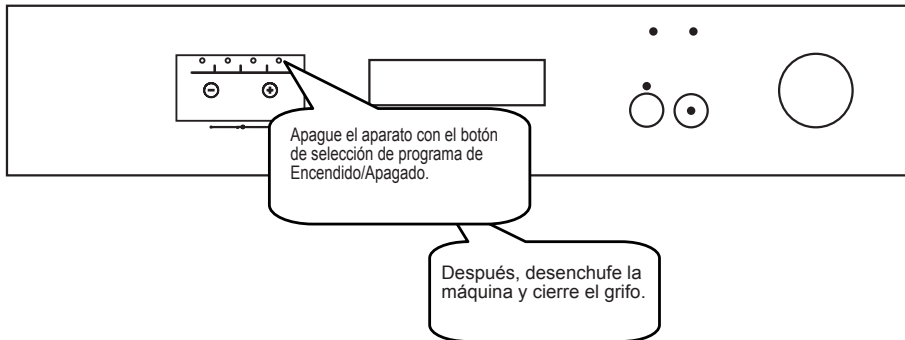 Apague el aparato con el botón
de selección de programa de
Encendido/Apagado.
Después, desenchufe la
máquina y cierre el grifo.